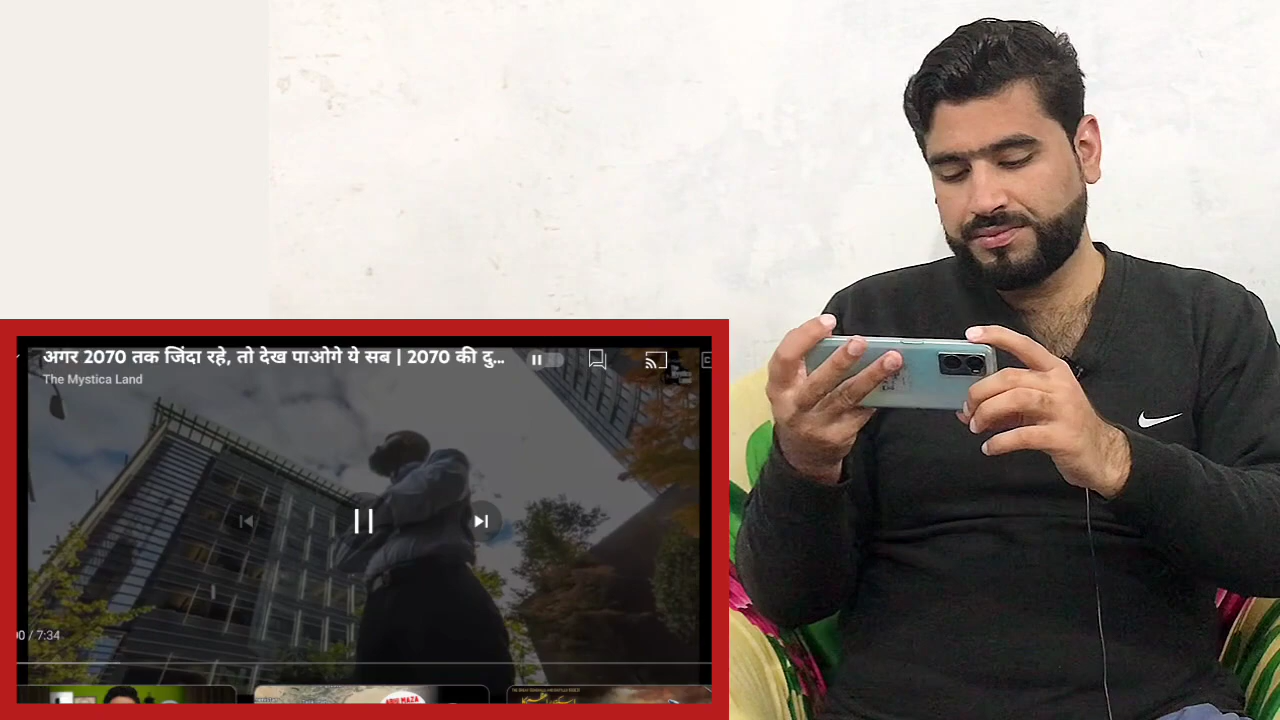 अगर 2070 तक जिंदा रहे, तो देख पाओगे ये सब | 2070 की दु...
The Mystica Land
/ 7:34